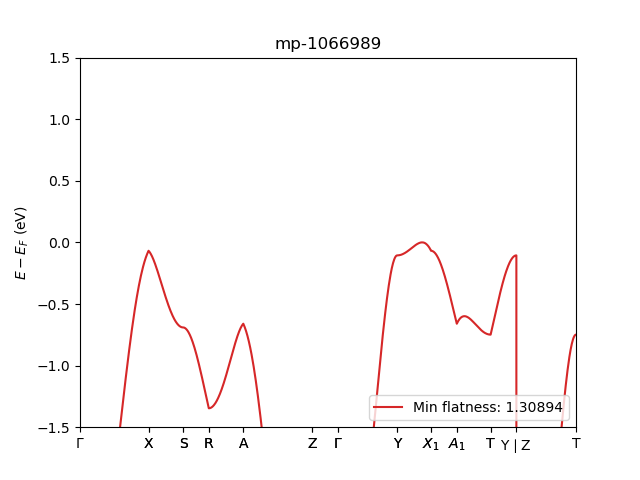 mp-1066989
E − E_F (eV)
1.5
1.0
0.5
0.0
−0.5
−1.0
−1.5
Min flatness: 1.30894
Γ X S R A Z Γ Y X₁ A₁ T Y | Z T